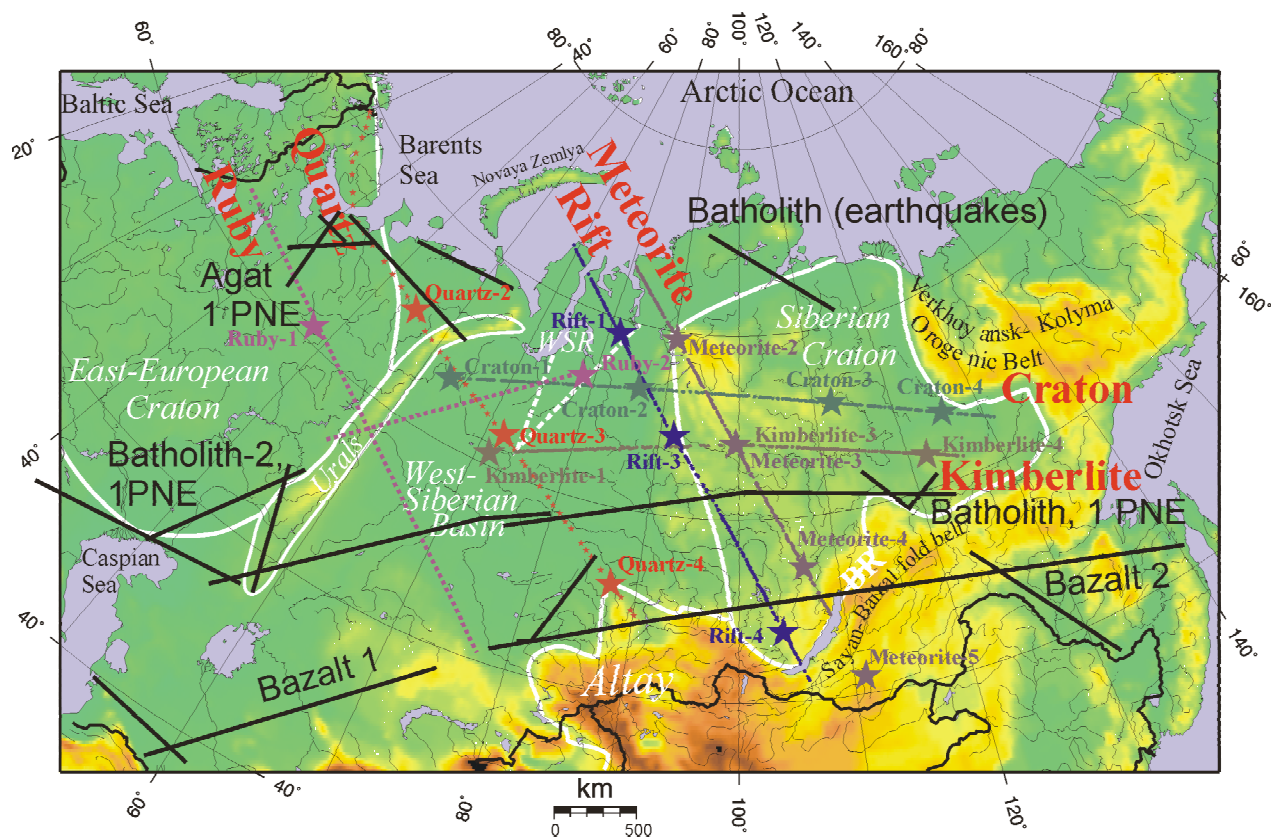 60°
80°
40°
60°
80°
100°
120°
140°
160°
80°
Baltic Sea
Arctic Ocean
20°
Barents
Sea
Novaya Zemlya
Quartz
Ruby
Meteorite
Rift
Batholith (earthquakes)
60°
160°
Agat
1 PNE
Quartz-2
Ruby-1
Rift-1
WSR
Meteorite-2
Siberian
Craton
Verkhoy ansk- Kolyma
Oroge nic Belt
East-European
Craton
Craton-1
Ruby-2
Craton-2
Craton-3
Craton-4
Craton
Okhotsk Sea
40°
Batholith-2,
1PNE
Urals
Quartz-3
Kimberlite-1
Rift-3
Kimberlite-3
Meteorite-3
Kimberlite-4
Kimberlite
West-
Siberian
Basin
Batholith, 1 PNE
Caspian
Sea
Meteorite-4
BR
Sayan- Baikal fold belt
Quartz-4
Bazalt 2
Rift-4
Meteorite-5
40°
140°
Bazalt 1
Altay
60°
40°
80°
km
0
500
100°
120°